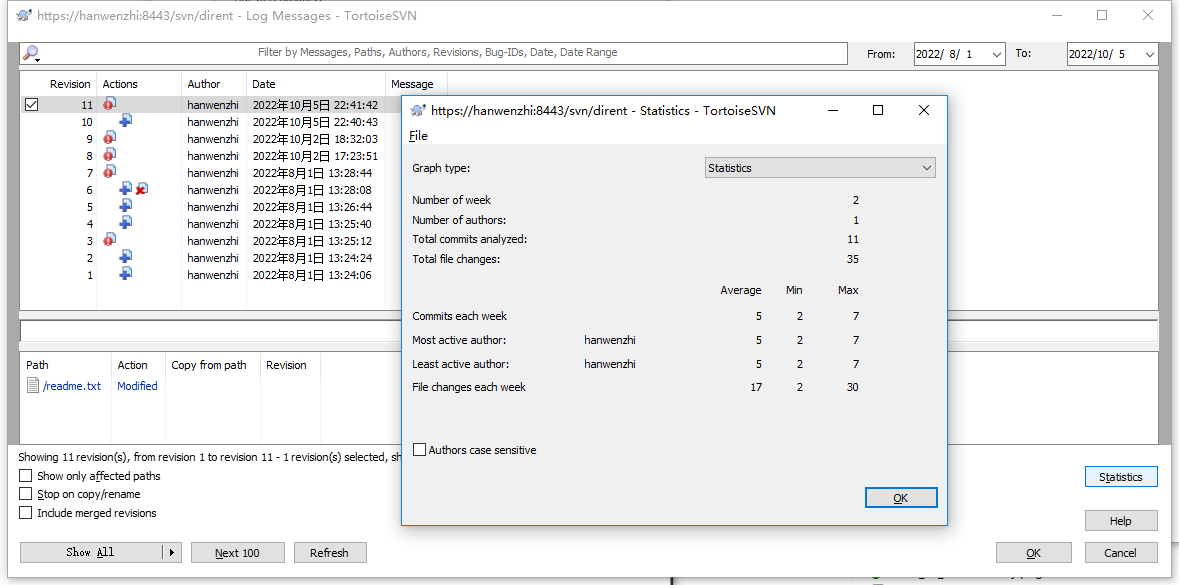 https://hanwenzhi:8443/svn/dirent - Log Messages - TortoiseSVN
Filter by Messages, Paths, Authors, Revisions, Bug-IDs, Date, Date Range
From: 2022/ 8/ 1 To: 2022/10/ 5
Revision Actions Author Date Message
11 hanwenzhi 2022年10月5日 22:41:42
10 hanwenzhi 2022年10月5日 22:40:43
9 hanwenzhi 2022年10月2日 18:32:03
8 hanwenzhi 2022年10月2日 17:23:51
7 hanwenzhi 2022年8月1日 13:28:44
6 hanwenzhi 2022年8月1日 13:28:08
5 hanwenzhi 2022年8月1日 13:26:44
4 hanwenzhi 2022年8月1日 13:25:40
3 hanwenzhi 2022年8月1日 13:25:12
2 hanwenzhi 2022年8月1日 13:24:24
1 hanwenzhi 2022年8月1日 13:24:06
Path Action Copy from path Revision
/readme.txt Modified
Showing 11 revision(s), from revision 1 to revision 11 - 1 revision(s) selected, sh
Show only affected paths
Stop on copy/rename
Include merged revisions
Show All Next 100 Refresh
Statistics
Help
OK Cancel
https://hanwenzhi:8443/svn/dirent - Statistics - TortoiseSVN
File
Graph type: Statistics
Number of week 2
Number of authors: 1
Total commits analyzed: 11
Total file changes: 35
Average Min Max
Commits each week 5 2 7
Most active author: hanwenzhi 5 2 7
Least active author: hanwenzhi 5 2 7
File changes each week 17 2 30
Authors case sensitive
OK